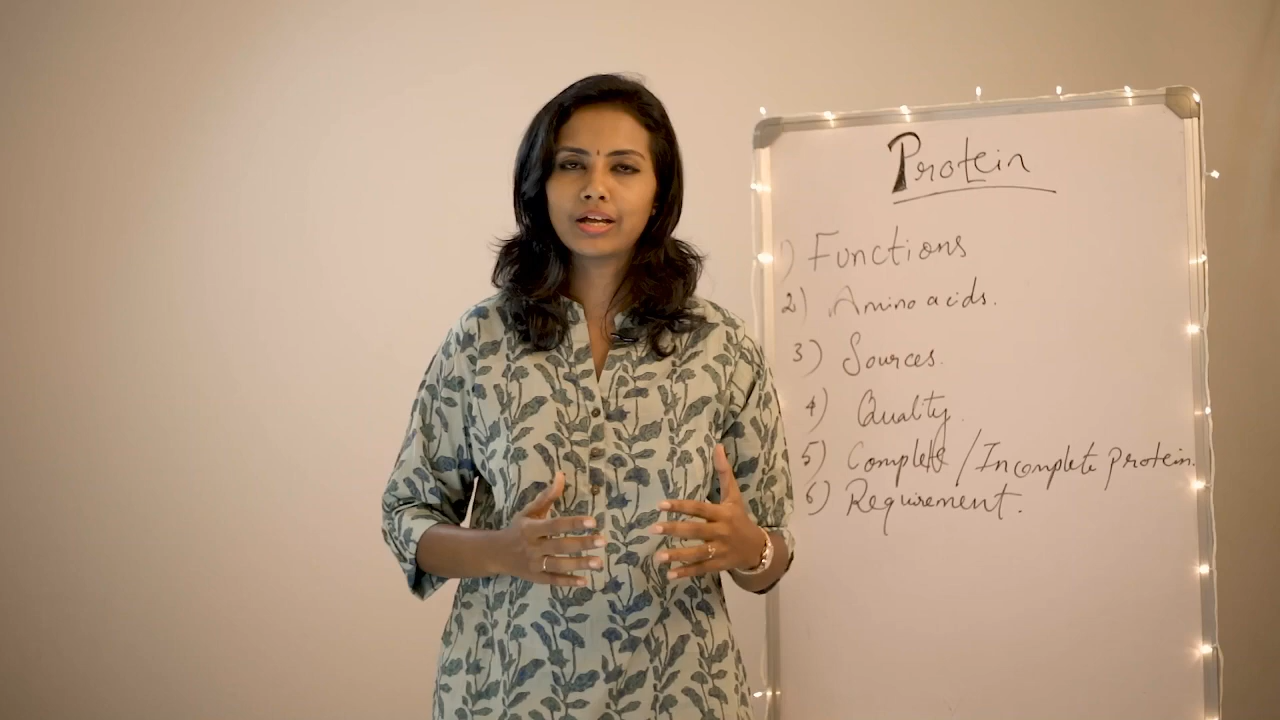 Protein
1) Functions
2) Amino acids.
3) Sources.
4) Quality.
5) Complete / Incomplete protein.
6) Requirement.